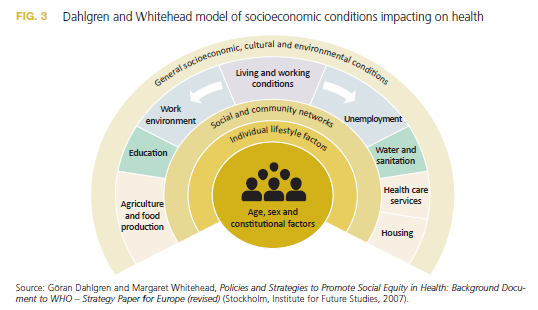 FIG. 3 Dahlgren and Whitehead model of socioeconomic conditions impacting on health
General socioeconomic, cultural and environmental conditions
Living and working
conditions
Work
environment
Unemployment
Social and community networks
Individual lifestyle factors
Education
Water and
sanitation
Agriculture
and food
production
Health care
services
Housing
Age, sex and
constitutional factors
Source: Göran Dahlgren and Margaret Whitehead, Policies and Strategies to Promote Social Equity in Health: Background Docu-
ment to WHO – Strategy Paper for Europe (revised) (Stockholm, Institute for Future Studies, 2007).